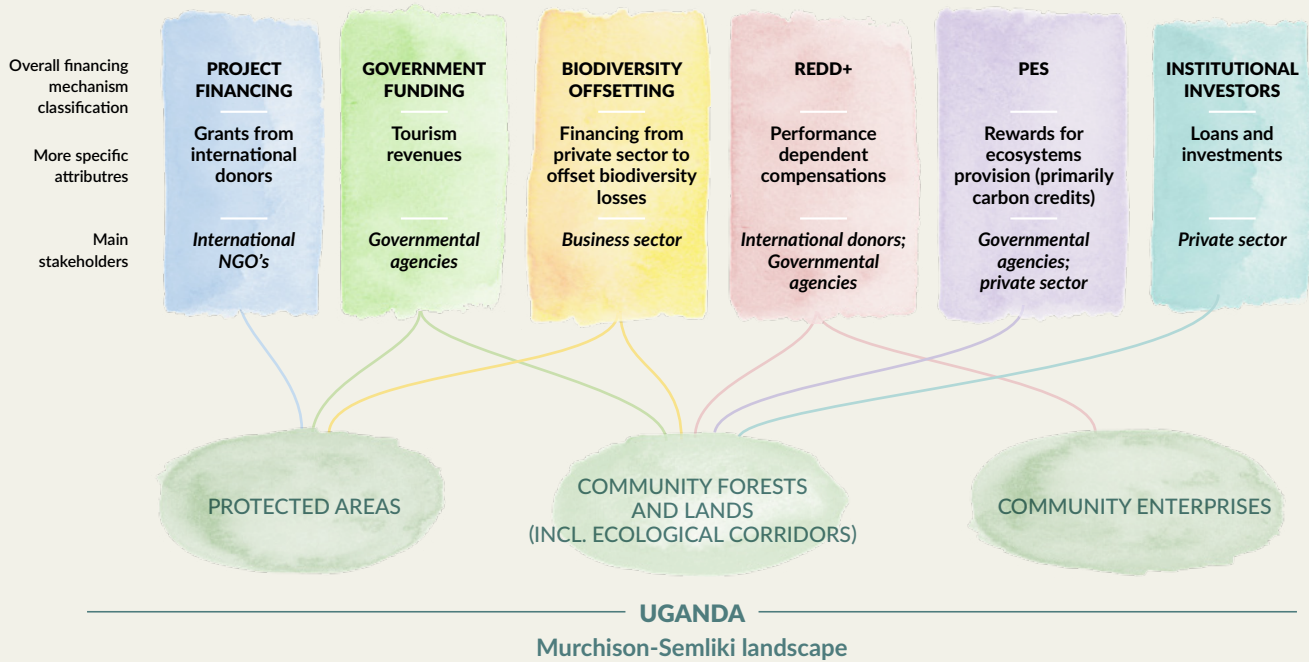 Overall financing
mechanism
classification
PROJECT
FINANCING
GOVERNMENT
FUNDING
BIODIVERSITY
OFFSETTING
REDD+
PES
INSTITUTIONAL
INVESTORS
More specific
attributres
Grants from
international
donors
Tourism
revenues
Financing from
private sector to
offset biodiversity
losses
Performance
dependent
compensations
Rewards for
ecosystems
provision (primarily
carbon credits)
Loans and
investments
Main
stakeholders
International
NGO's
Governmental
agencies
Business sector
International donors;
Governmental
agencies
Governmental
agencies;
private sector
Private sector
PROTECTED AREAS
COMMUNITY FORESTS
AND LANDS
(INCL. ECOLOGICAL CORRIDORS)
COMMUNITY ENTERPRISES
UGANDA
Murchison-Semliki landscape